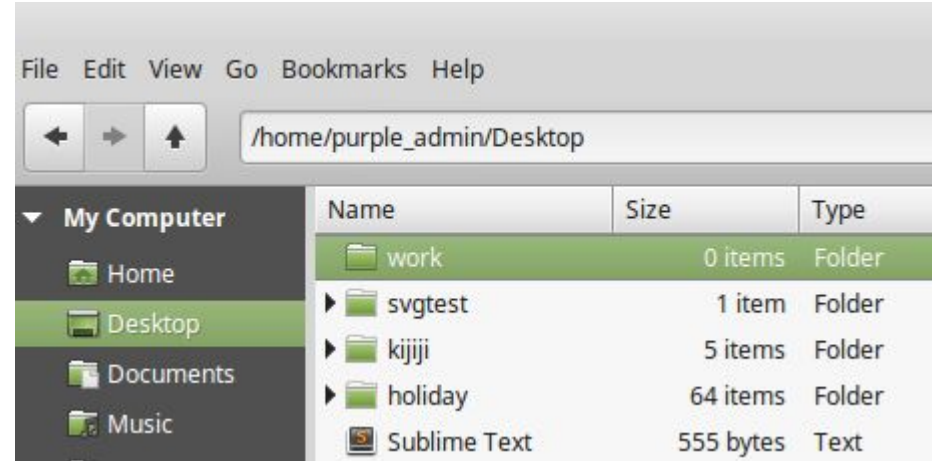 File Edit View Go Bookmarks Help
/home/purple_admin/Desktop
My Computer
Home
Desktop
Documents
Music
Name Size Type
work 0 items Folder
svgtest 1 item Folder
kijiji 5 items Folder
holiday 64 items Folder
Sublime Text 555 bytes Text